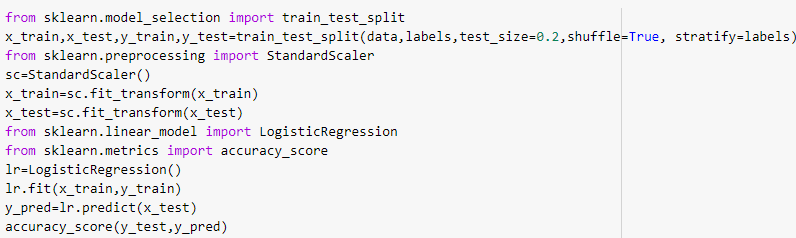 from sklearn.model_selection import train_test_split
x_train,x_test,y_train,y_test=train_test_split(data,labels,test_size=0.2,shuffle=True, stratify=labels)
from sklearn.preprocessing import StandardScaler
sc=StandardScaler()
x_train=sc.fit_transform(x_train)
x_test=sc.fit_transform(x_test)
from sklearn.linear_model import LogisticRegression
from sklearn.metrics import accuracy_score
lr=LogisticRegression()
lr.fit(x_train,y_train)
y_pred=lr.predict(x_test)
accuracy_score(y_test,y_pred)